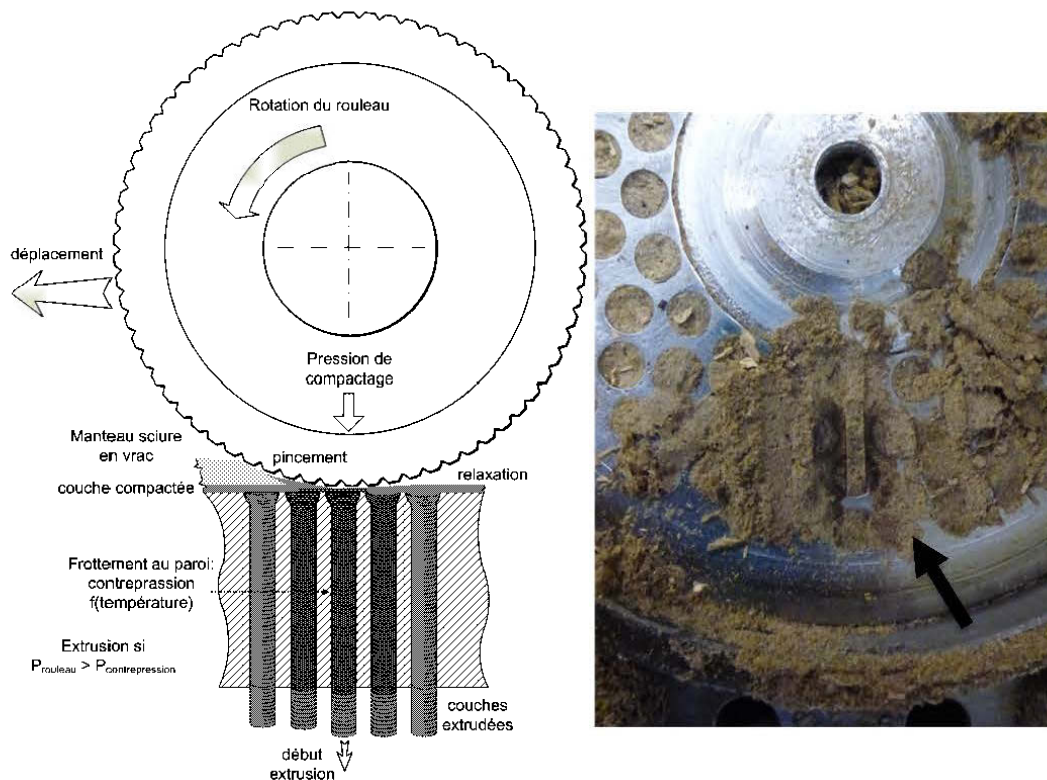 Rotation du rouleau
déplacement
Pression de
compactage
Manteau sciure
en vrac
pincement
relaxation
couche compactée
Frottement au paroi:
contreprassion
f(température)
Extrusion si
Prouleau > Pcontrepression
couches
extrudées
début
extrusion